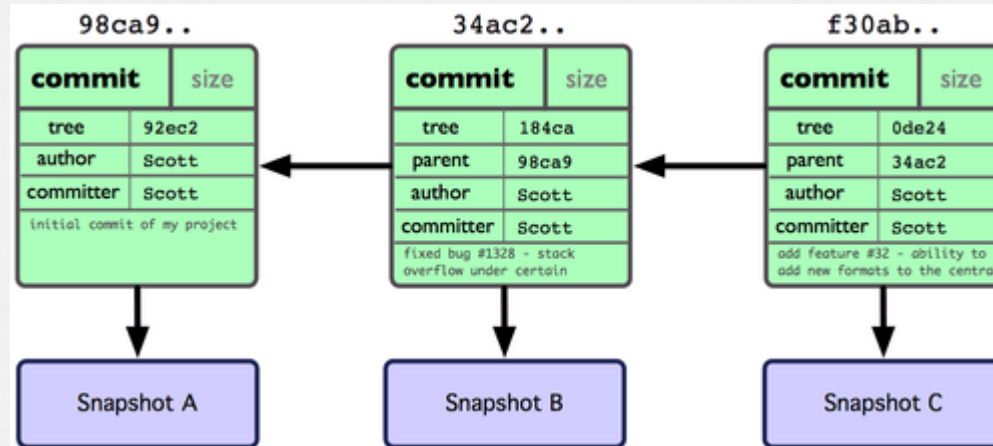 98ca9..
34ac2..
f30ab..
commit size
tree 92ec2
author Scott
committer Scott
initial commit of my project
commit size
tree 184ca
parent 98ca9
author Scott
committer Scott
fixed bug #1328 - stack
overflow under certain
commit size
tree 0de24
parent 34ac2
author Scott
committer Scott
add feature #32 - ability to
add new formats to the centra
Snapshot A
Snapshot B
Snapshot C